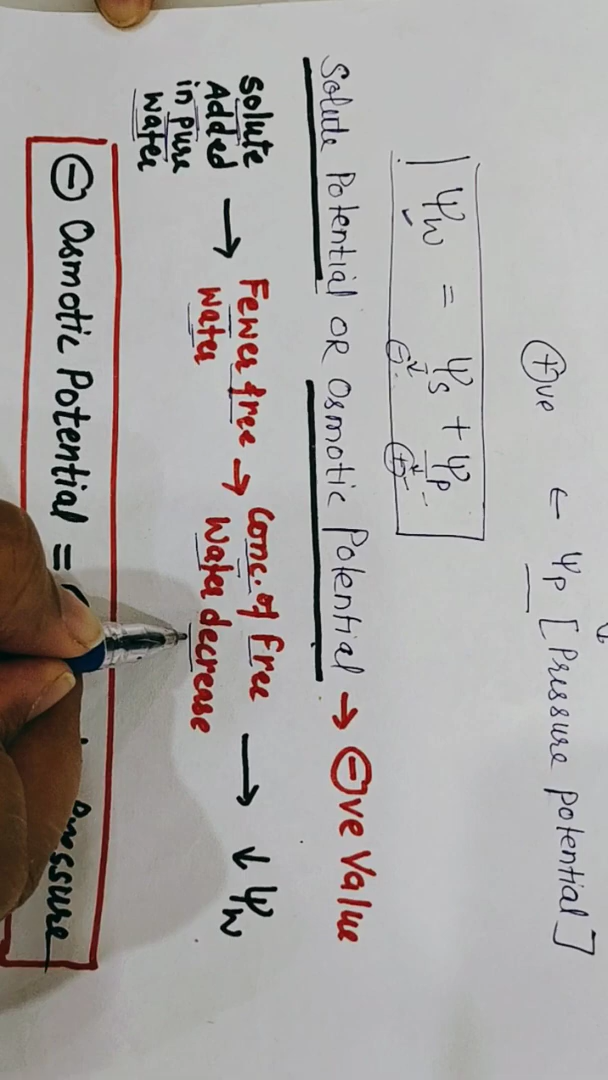 ⊕ve ← Ψp [Pressure potential]
Ψw = Ψs + Ψp
⊖ ⊕
Solute Potential OR Osmotic Potential → ⊖ve Value
Solute Added in pure water → Fewer free water → Conc. of free water decrease → ↓ Ψw
⊖ Osmotic Potential = Pressure